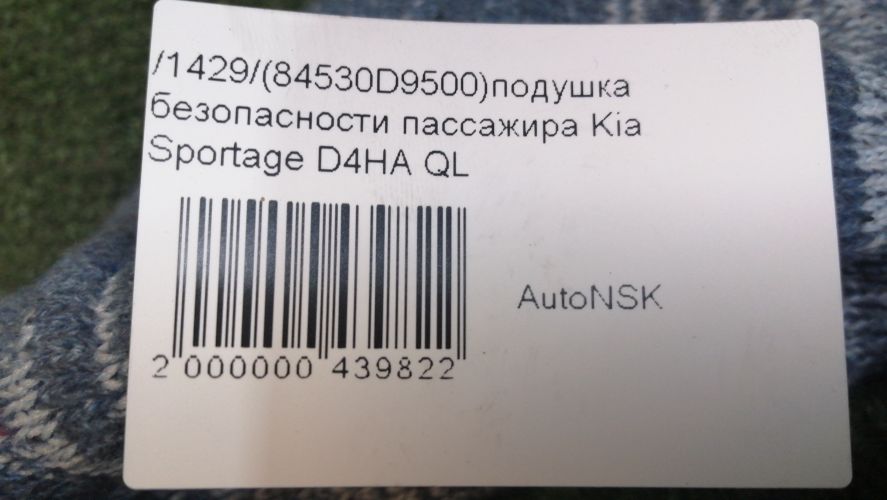 /1429/(84530D9500)подушка
безопасности пассажира Kia
Sportage D4HA QL
AutoNSK
2 000000 439822